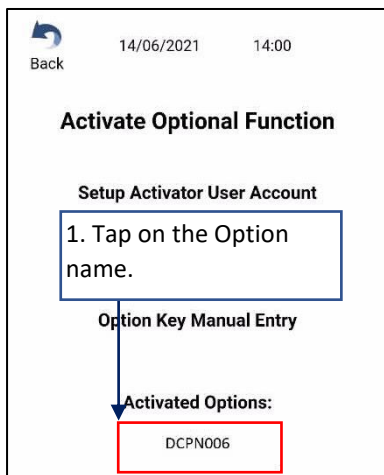 14/06/2021 14:00
Back
Activate Optional Function
Setup Activator User Account
1. Tap on the Option
name.
Option Key Manual Entry
Activated Options:
DCPN006